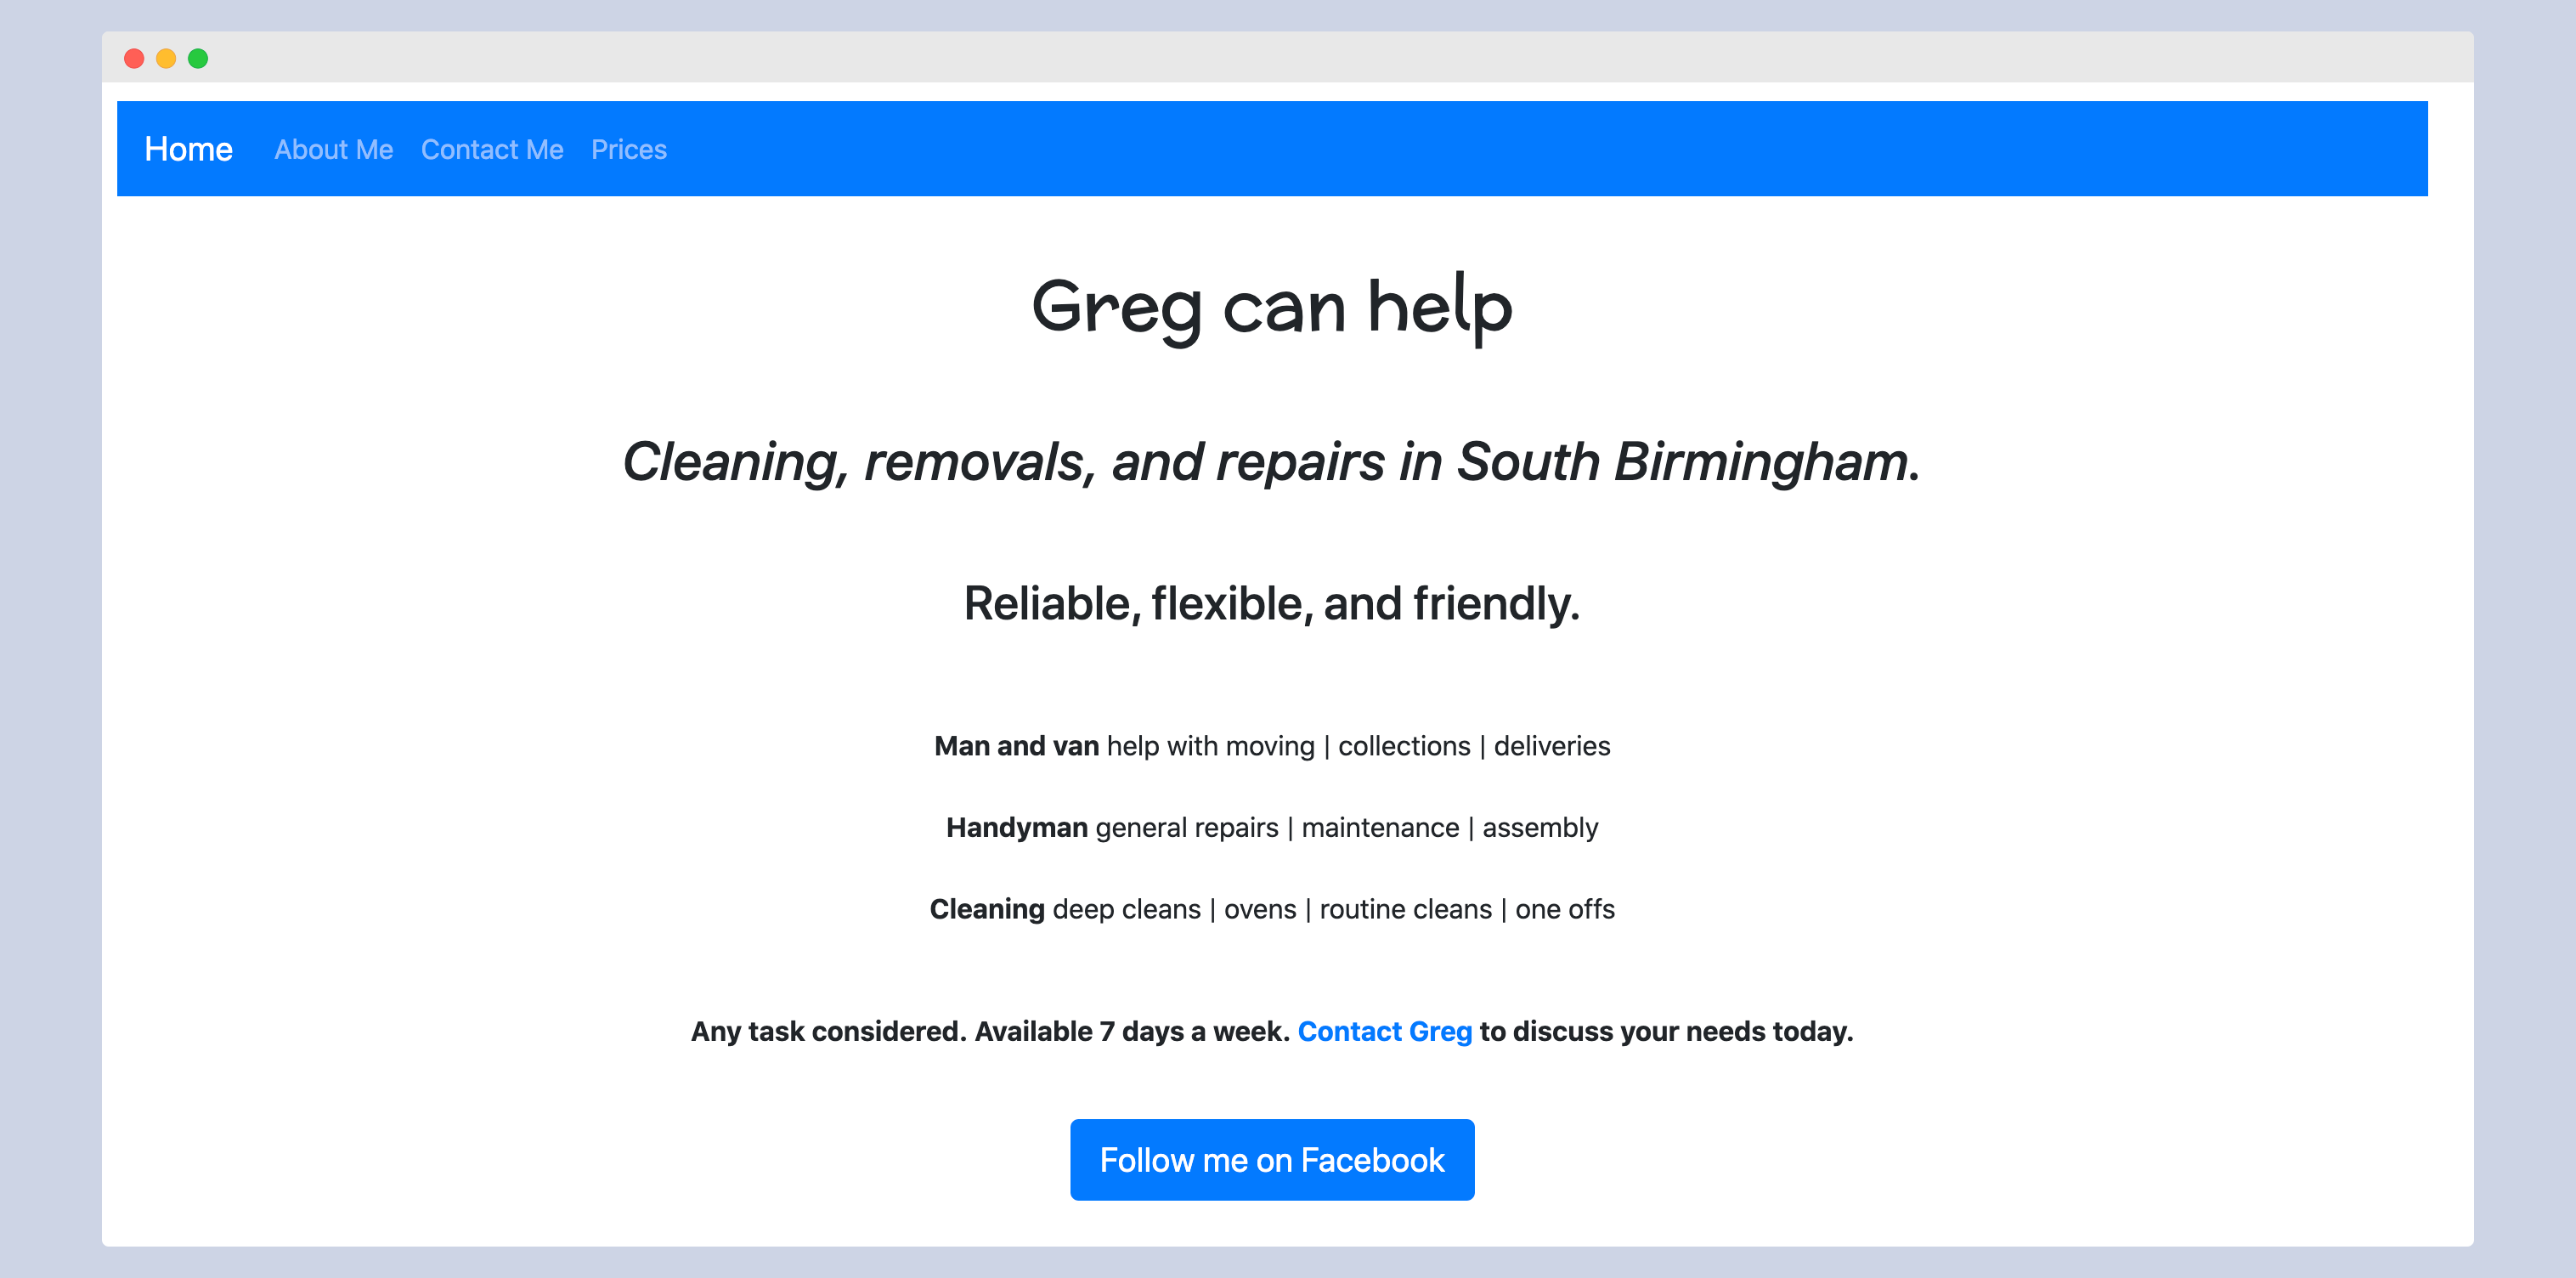 Home About Me Contact Me Prices
Greg can help
Cleaning, removals, and repairs in South Birmingham.
Reliable, flexible, and friendly.
Man and van help with moving | collections | deliveries
Handyman general repairs | maintenance | assembly
Cleaning deep cleans | ovens | routine cleans | one offs
Any task considered. Available 7 days a week. Contact Greg to discuss your needs today.
Follow me on Facebook